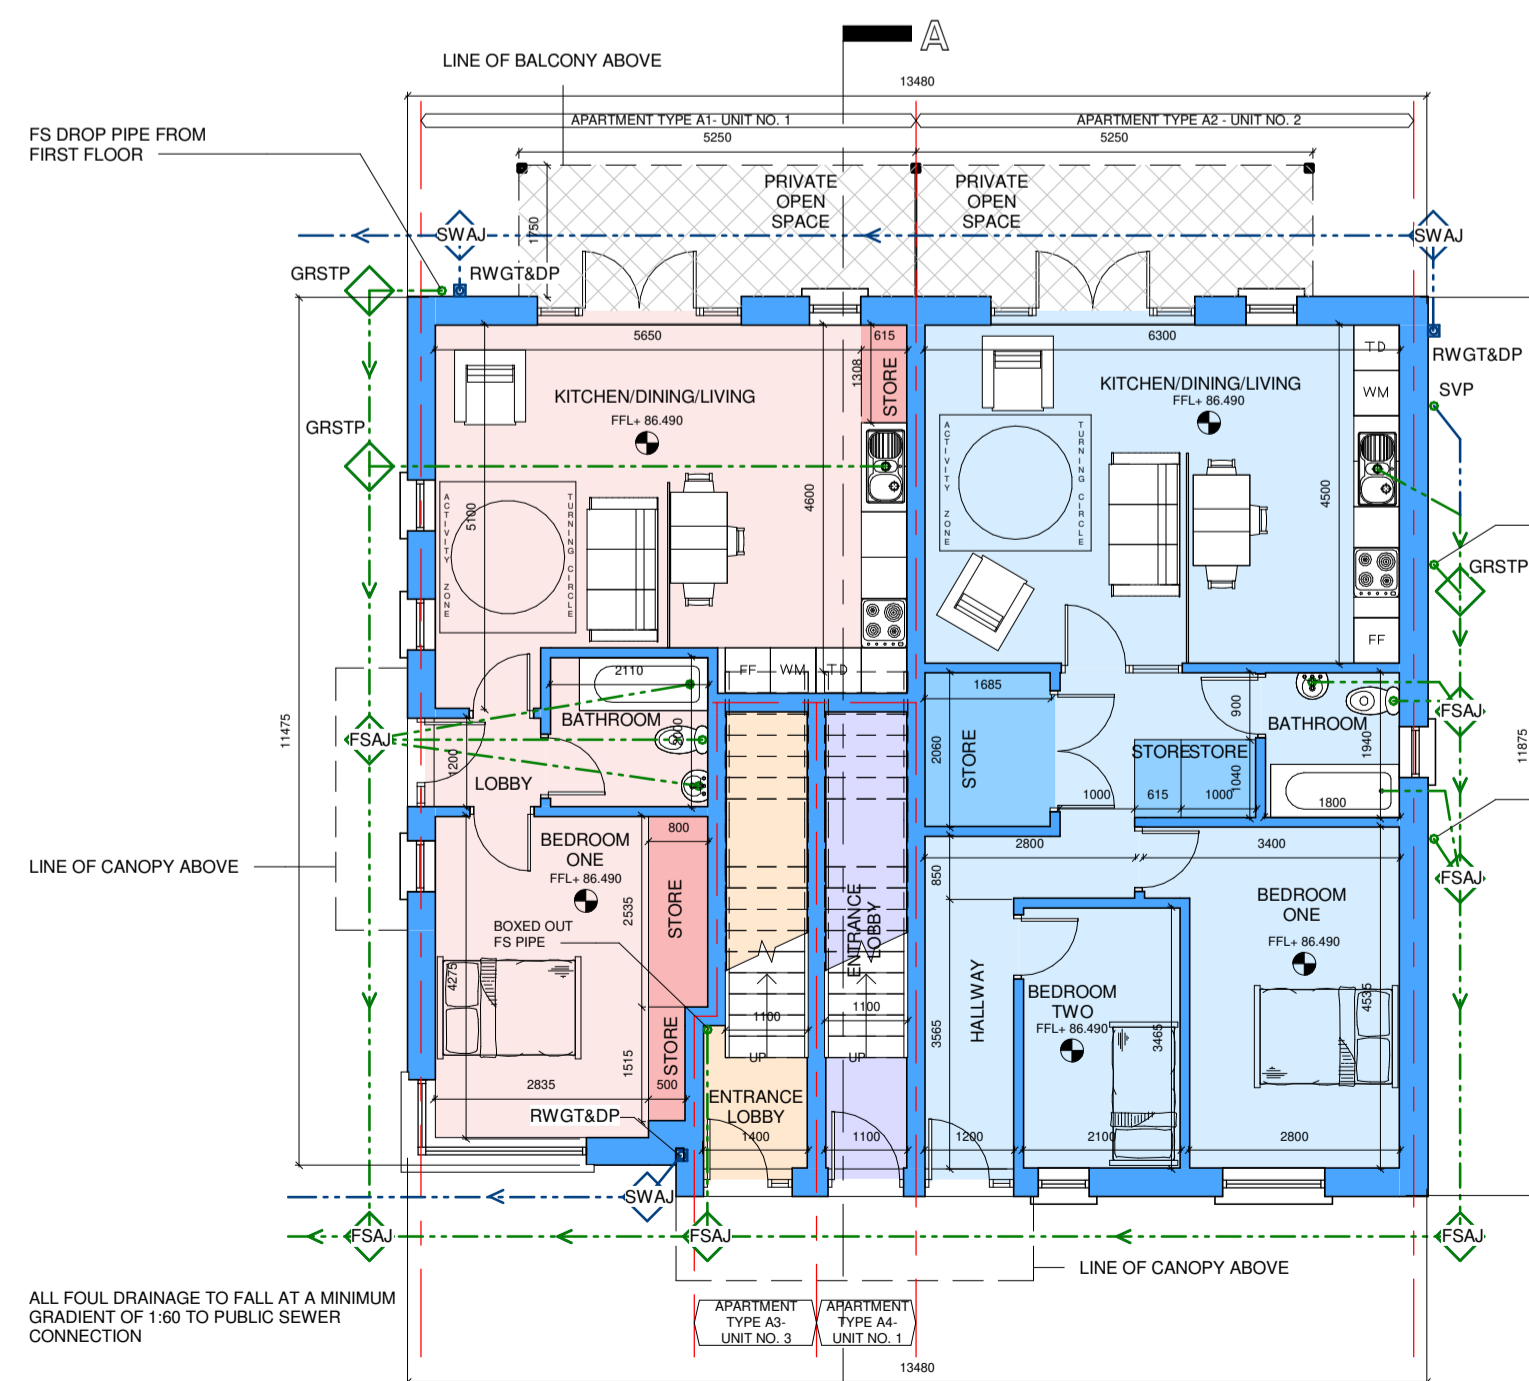 A
LINE OF BALCONY ABOVE
13480
APARTMENT TYPE A1- UNIT NO. 1
APARTMENT TYPE A2 - UNIT NO. 2
5250
5250
FS DROP PIPE FROM
FIRST FLOOR
PRIVATE
OPEN
SPACE
PRIVATE
OPEN
SPACE
1750
SWAJ
SWAJ
GRSTP
RWGT&DP
5650
615
6300
TD
RWGT&DP
1308
STORE
KITCHEN/DINING/LIVING
FFL+ 86.490
KITCHEN/DINING/LIVING
FFL+ 86.490
WM
SVP
GRSTP
ACTIVITY ZONE
TURNING CIRCLE
5100
4600
ACTIVITY ZONE
TURNING CIRCLE
4500
GRSTP
FF
FF
WM
TD
2110
BATHROOM
2000
1685
STORE
2060
900
BATHROOM
1940
FSAJ
11475
FSAJ
1200
LOBBY
STORE
STORE
1040
1000
615
1000
1800
11875
800
BEDROOM
ONE
FFL+ 86.490
2535
STORE
2800
3400
850
FSAJ
LINE OF CANOPY ABOVE
BOXED OUT
FS PIPE
ENTRANCE
LOBBY
BEDROOM
ONE
FFL+ 86.490
4275
4535
HALLWAY
BEDROOM
TWO
FFL+ 86.490
3465
3565
1100
1100
UP
UP
1515
STORE
2835
500
RWGT&DP
ENTRANCE
LOBBY
1400
1100
1200
2100
2800
SWAJ
FSAJ
FSAJ
FSAJ
LINE OF CANOPY ABOVE
ALL FOUL DRAINAGE TO FALL AT A MINIMUM
GRADIENT OF 1:60 TO PUBLIC SEWER
CONNECTION
APARTMENT
TYPE A3-
UNIT NO. 3
APARTMENT
TYPE A4-
UNIT NO. 1
13480